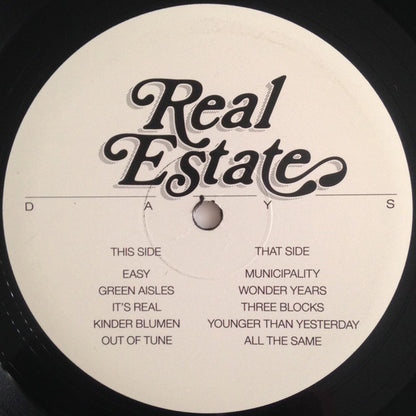 Real
Estate
DAYS
THIS SIDE
EASY
GREEN AISLES
IT'S REAL
KINDER BLUMEN
OUT OF TUNE
THAT SIDE
MUNICIPALITY
WONDER YEARS
THREE BLOCKS
YOUNGER THAN YESTERDAY
ALL THE SAME